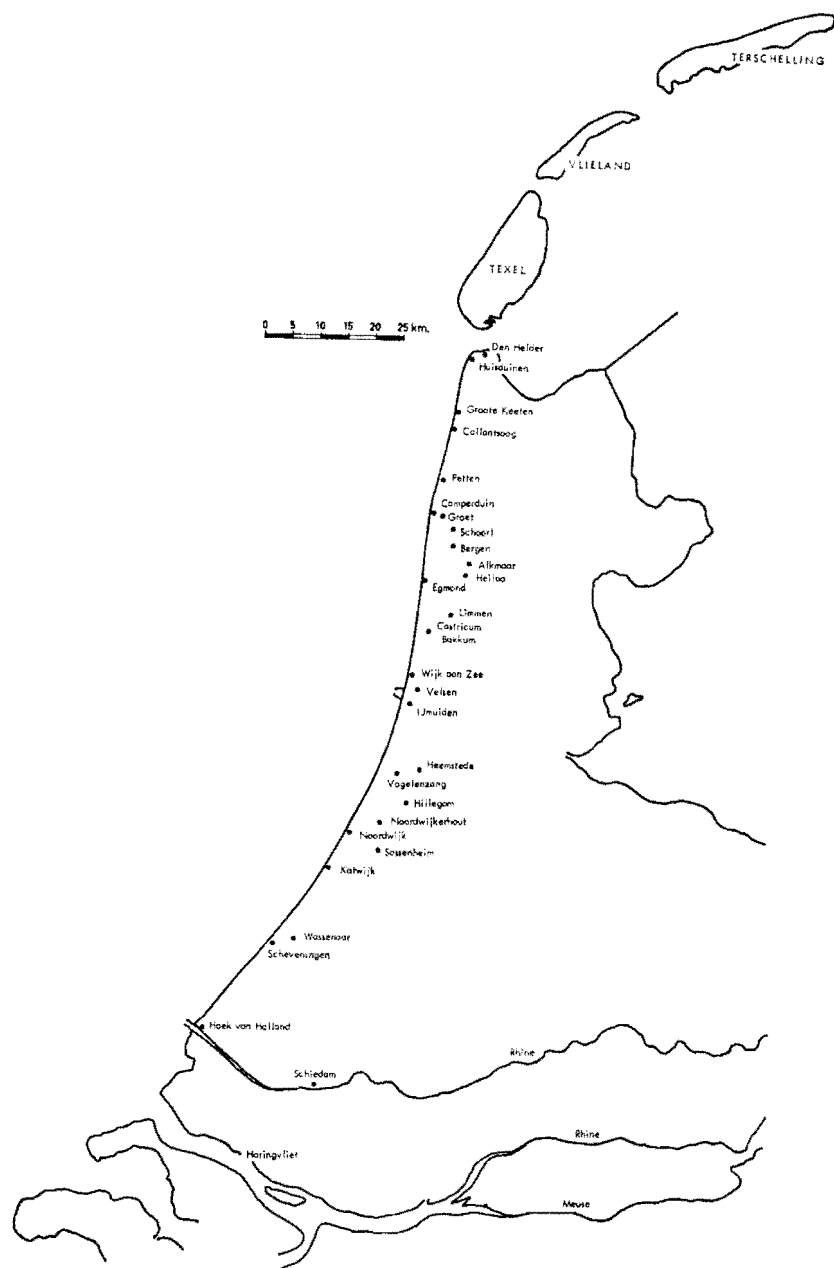 TERSCHELLING
VLIELAND
TEXEL
0 5 10 15 20 25 km.
Den Helder
Huisduinen
Groote Keeten
Callantsoog
Petten
Camperduin
Groet
Schoorl
Bergen
Alkmaar
Heiloo
Egmond
Limmen
Castricum
Bakkum
Wijk aan Zee
Velsen
IJmuiden
Heemstede
Vogelenzang
Hillegom
Noordwijkerhout
Noordwijk
Sassenheim
Katwijk
Wassenaar
Scheveningen
Hoek van Holland
Rhine
Schiedam
Rhine
Haringvliet
Meuse